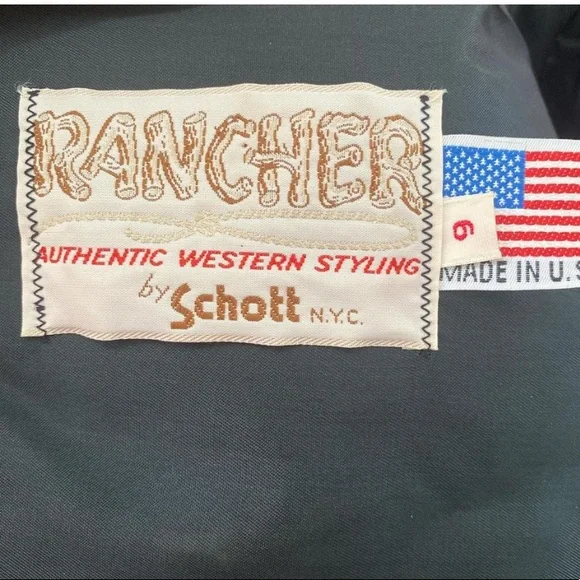 RANCHER
AUTHENTIC WESTERN STYLING
by Schott N.Y.C.
6
MADE IN U.S